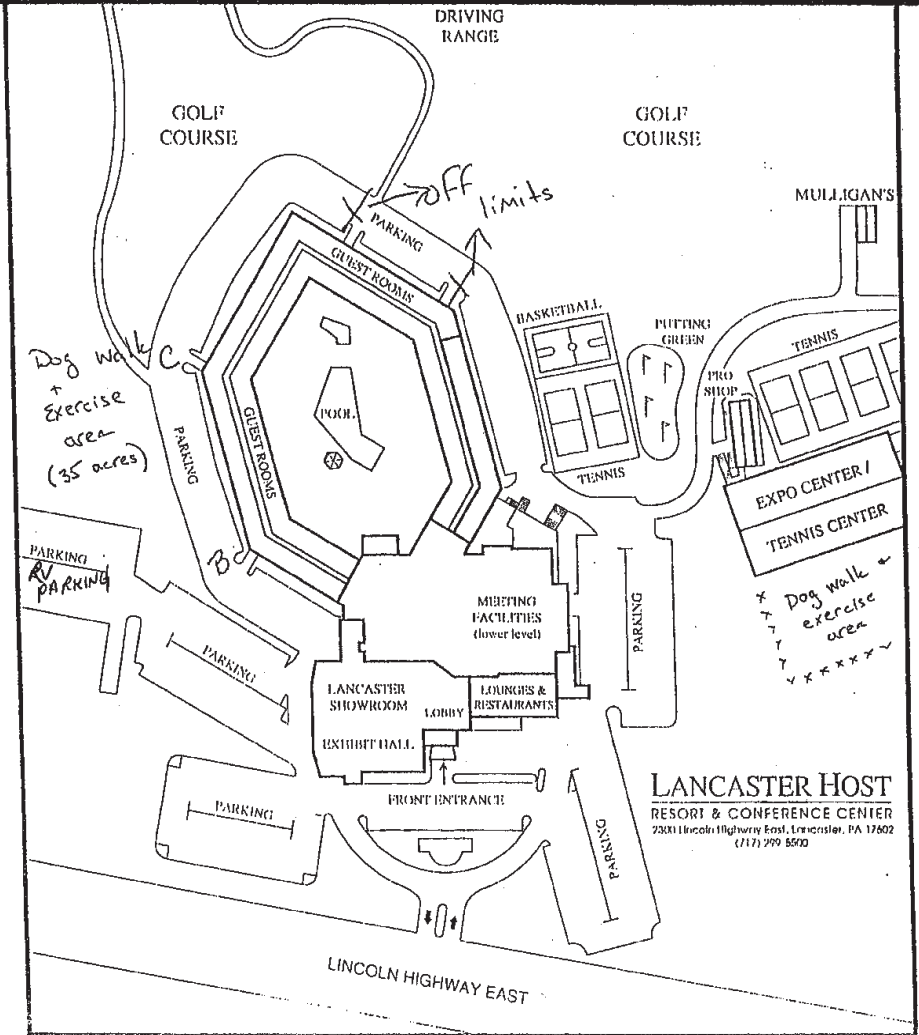 DRIVING
RANGE
GOLF
COURSE
GOLF
COURSE
off
limits
PARKING
MULLIGAN'S
GUEST ROOMS
BASKETBALL
PUTTING
GREEN
TENNIS
PRO
SHOP
Dog walk
+
Exercise
area
(35 acres)
C
POOL
PARKING
GUEST ROOMS
TENNIS
EXPO CENTER /
TENNIS CENTER
PARKING
RV
PARKING
B
Dog walk +
exercise
area
MEETING
FACILITIES
(lower level)
PARKING
PARKING
LANCASTER
SHOWROOM
LOBBY
LOUNGES &
RESTAURANTS
EXHIBIT HALL
FRONT ENTRANCE
PARKING
PARKING
LANCASTER HOST
RESORT & CONFERENCE CENTER
2300 Lincoln Highway East, Lancaster, PA 17602
(717) 299 5500
LINCOLN HIGHWAY EAST